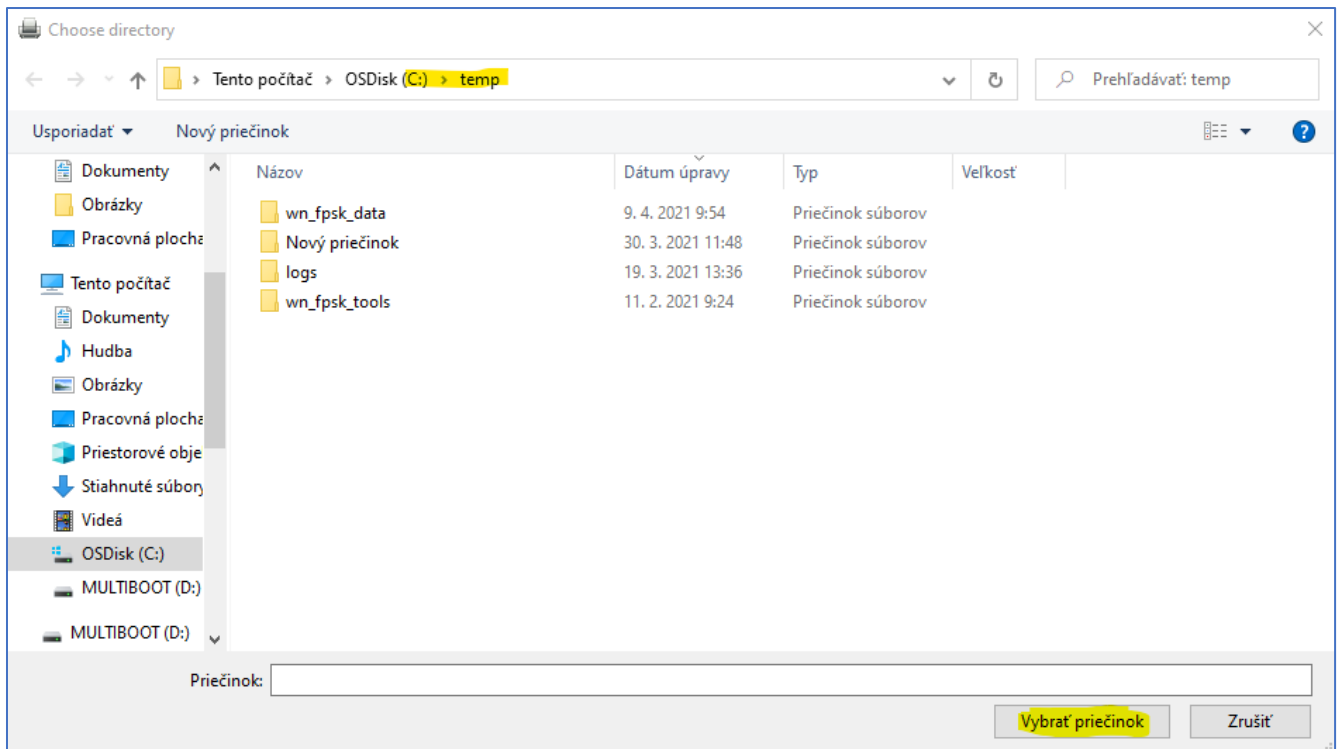 Choose directory
Tento počítač › OSDisk (C:) › temp
Prehľadávať: temp
Usporiadať
Nový priečinok
?
Dokumenty
Obrázky
Pracovná plocha
Tento počítač
Dokumenty
Hudba
Obrázky
Pracovná plocha
Priestorové obje
Stiahnuté súbory
Videá
OSDisk (C:)
MULTIBOOT (D:)
MULTIBOOT (D:)
Názov Dátum úpravy Typ Veľkosť
wn_fpsk_data 9. 4. 2021 9:54 Priečinok súborov
Nový priečinok 30. 3. 2021 11:48 Priečinok súborov
logs 19. 3. 2021 13:36 Priečinok súborov
wn_fpsk_tools 11. 2. 2021 9:24 Priečinok súborov
Priečinok:
Vybrať priečinok
Zrušiť